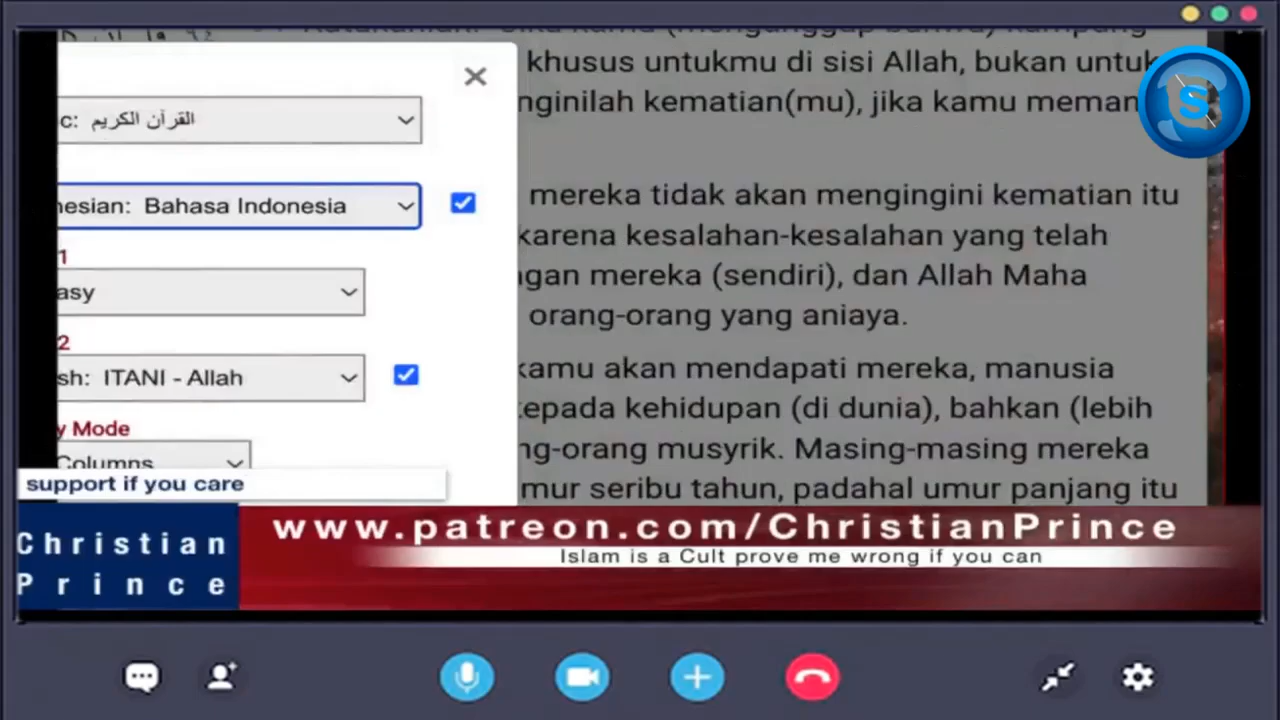 khusus untukmu di sisi Allah, bukan untuk
nginilah kematian(mu), jika kamu meman
c: القرآن الكريم
mereka tidak akan mengingini kematian itu
nesian: Bahasa Indonesia
karena kesalahan-kesalahan yang telah
1
ngan mereka (sendiri), dan Allah Maha
asy
orang-orang yang aniaya.
2
kamu akan mendapati mereka, manusia
sh: ITANI - Allah
kepada kehidupan (di dunia), bahkan (lebih
y Mode
ng-orang musyrik. Masing-masing mereka
Columns
mur seribu tahun, padahal umur panjang itu
support if you care
www.patreon.com/ChristianPrince
Christian
Prince
Islam is a Cult prove me wrong if you can
S